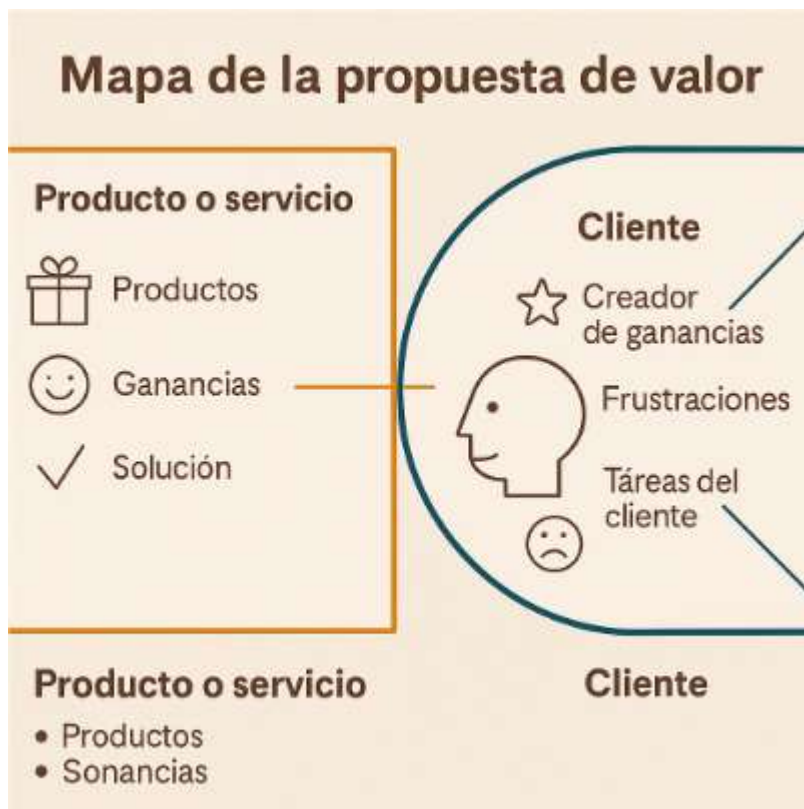 Mapa de la propuesta de valor
Producto o servicio
Productos
Ganancias
Solución
Cliente
Creador
de ganancias
Frustraciones
Táreas del
cliente
Producto o servicio
• Productos
• Sonancias
Cliente